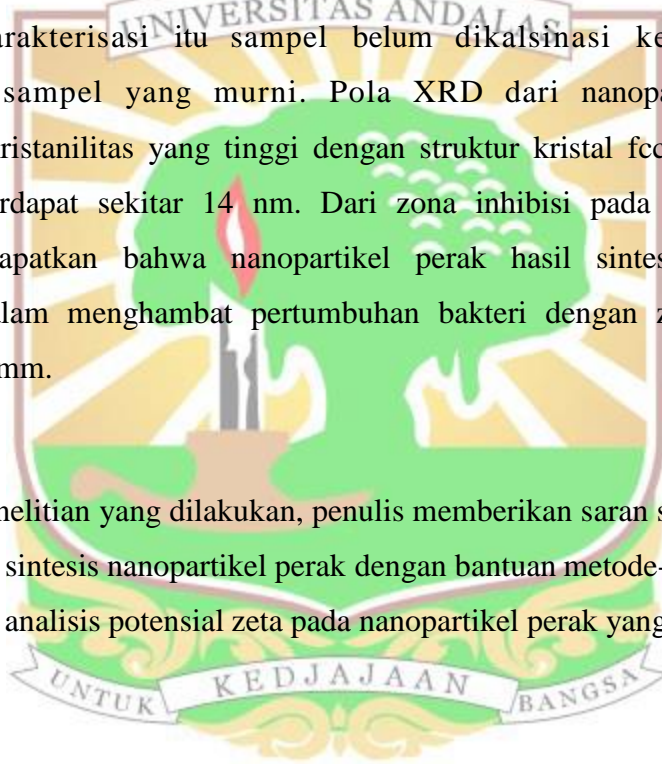 UNIVERSITAS ANDALAS
arakterisasi itu sampel belum dikalsinasi ke
sampel yang murni. Pola XRD dari nanopa
ristanilitas yang tinggi dengan struktur kristal fcc
rdapat sekitar 14 nm. Dari zona inhibisi pada
apatkan bahwa nanopartikel perak hasil sintes
alam menghambat pertumbuhan bakteri dengan z
mm.
nelitian yang dilakukan, penulis memberikan saran s
sintesis nanopartikel perak dengan bantuan metode-
analisis potensial zeta pada nanopartikel perak yang
UNTUK KEDJAJAAN BANGSA